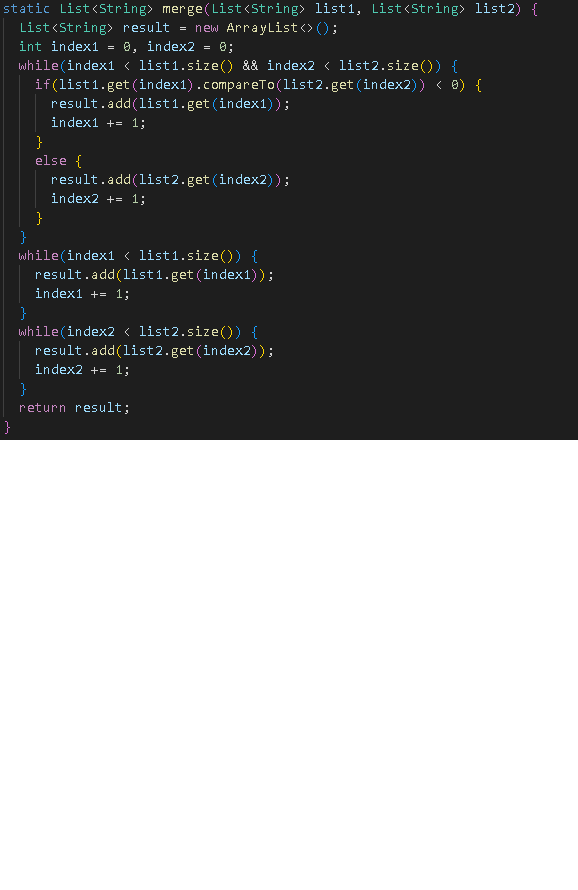 static List<String> merge(List<String> list1, List<String> list2) {
  List<String> result = new ArrayList<>();
  int index1 = 0, index2 = 0;
  while(index1 < list1.size() && index2 < list2.size()) {
    if(list1.get(index1).compareTo(list2.get(index2)) < 0) {
      result.add(list1.get(index1));
      index1 += 1;
    }
    else {
      result.add(list2.get(index2));
      index2 += 1;
    }
  }
  while(index1 < list1.size()) {
    result.add(list1.get(index1));
    index1 += 1;
  }
  while(index2 < list2.size()) {
    result.add(list2.get(index2));
    index2 += 1;
  }
  return result;
}